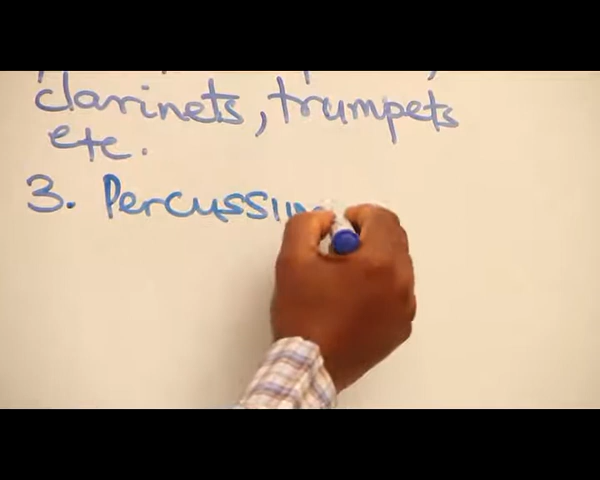 clarinets, trumpets
etc.
3. Percussi